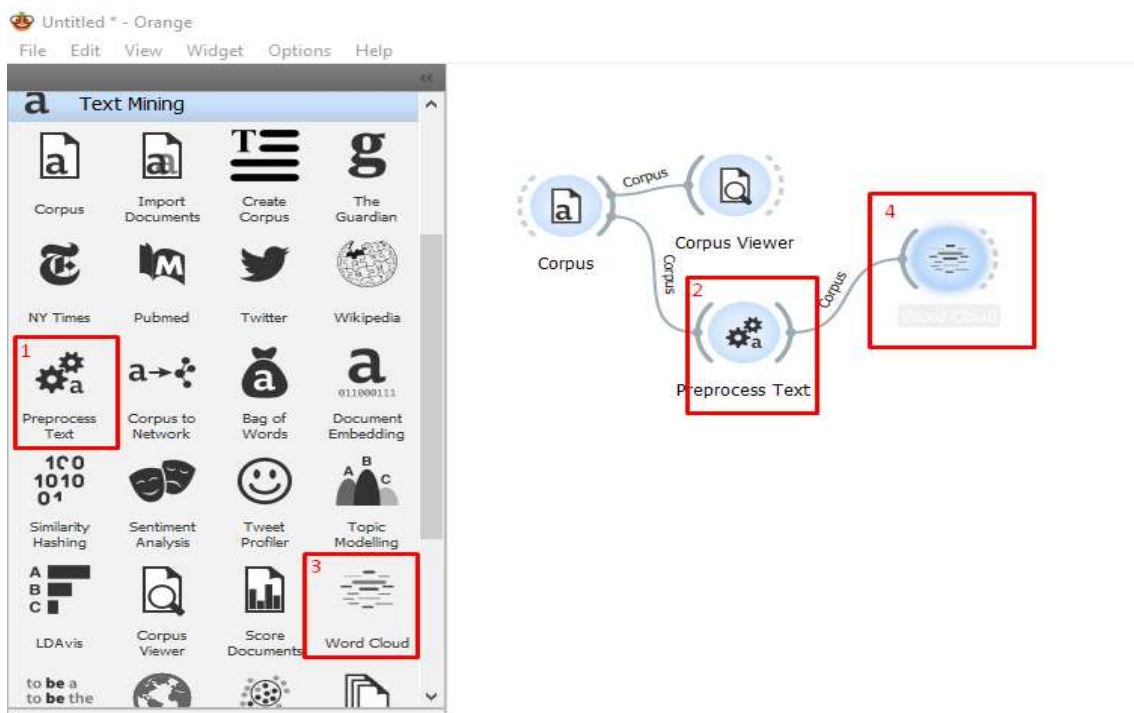 Untitled * - Orange
File Edit View Widget Options Help
a Text Mining
a
a
T
g
Corpus
Import
Documents
Create
Corpus
The
Guardian
NY Times
Pubmed
Twitter
Wikipedia
1
a
a
a
a
011000111
Preprocess
Text
Corpus to
Network
Bag of
Words
Document
Embedding
100
1010
01
A B C
Similarity
Hashing
Sentiment
Analysis
Tweet
Profiler
Topic
Modelling
A
B
C
3
LDAvis
Corpus
Viewer
Score
Documents
Word Cloud
to be a
to be the
a
Corpus
Corpus
Corpus Viewer
Corpus
2
a
Preprocess Text
Corpus
4
Word Cloud